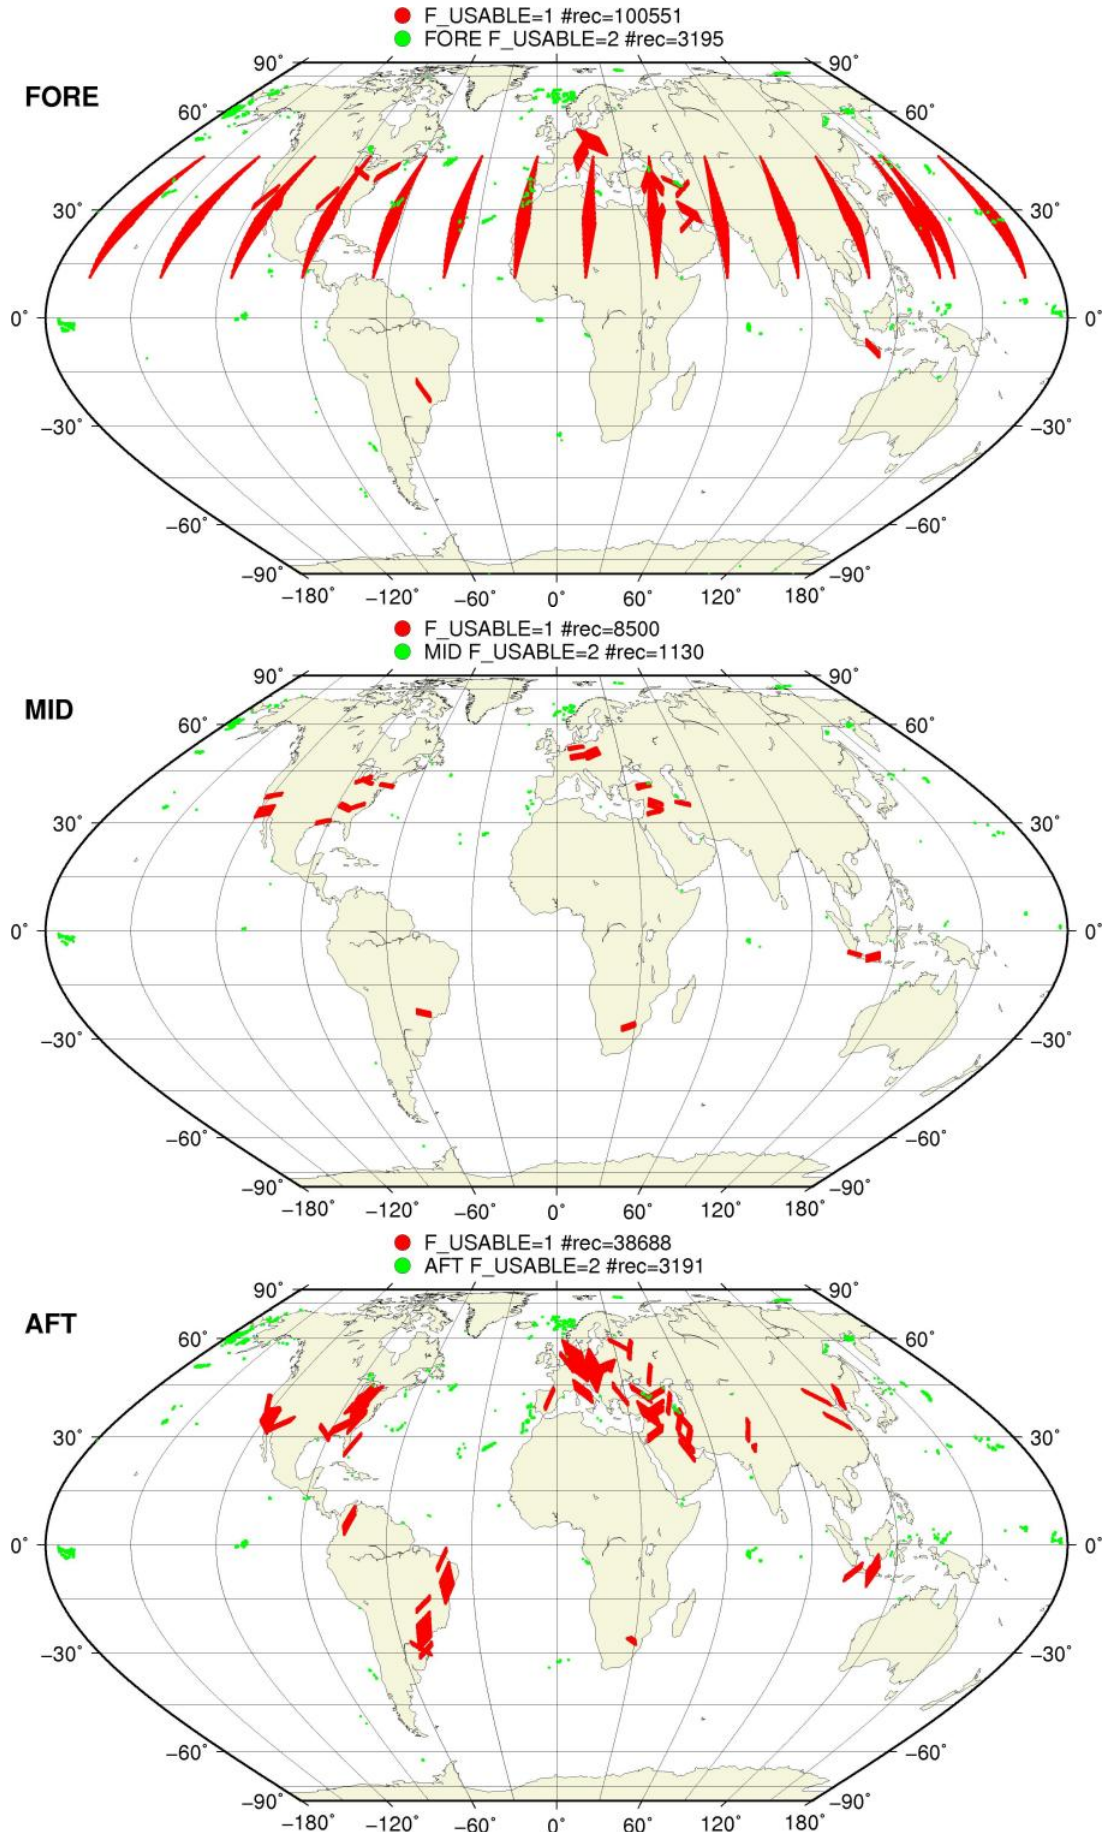 F_USABLE=1 #rec=100551
FORE F_USABLE=2 #rec=3195
FORE
90° 90°
60° 60°
30° 30°
0° 0°
−30° −30°
−60° −60°
−90° −90°
−180° −120° −60° 0° 60° 120° 180°
F_USABLE=1 #rec=8500
MID F_USABLE=2 #rec=1130
MID
90° 90°
60° 60°
30° 30°
0° 0°
−30° −30°
−60° −60°
−90° −90°
−180° −120° −60° 0° 60° 120° 180°
F_USABLE=1 #rec=38688
AFT F_USABLE=2 #rec=3191
AFT
90° 90°
60° 60°
30° 30°
0° 0°
−30° −30°
−60° −60°
−90° −90°
−180° −120° −60° 0° 60° 120° 180°